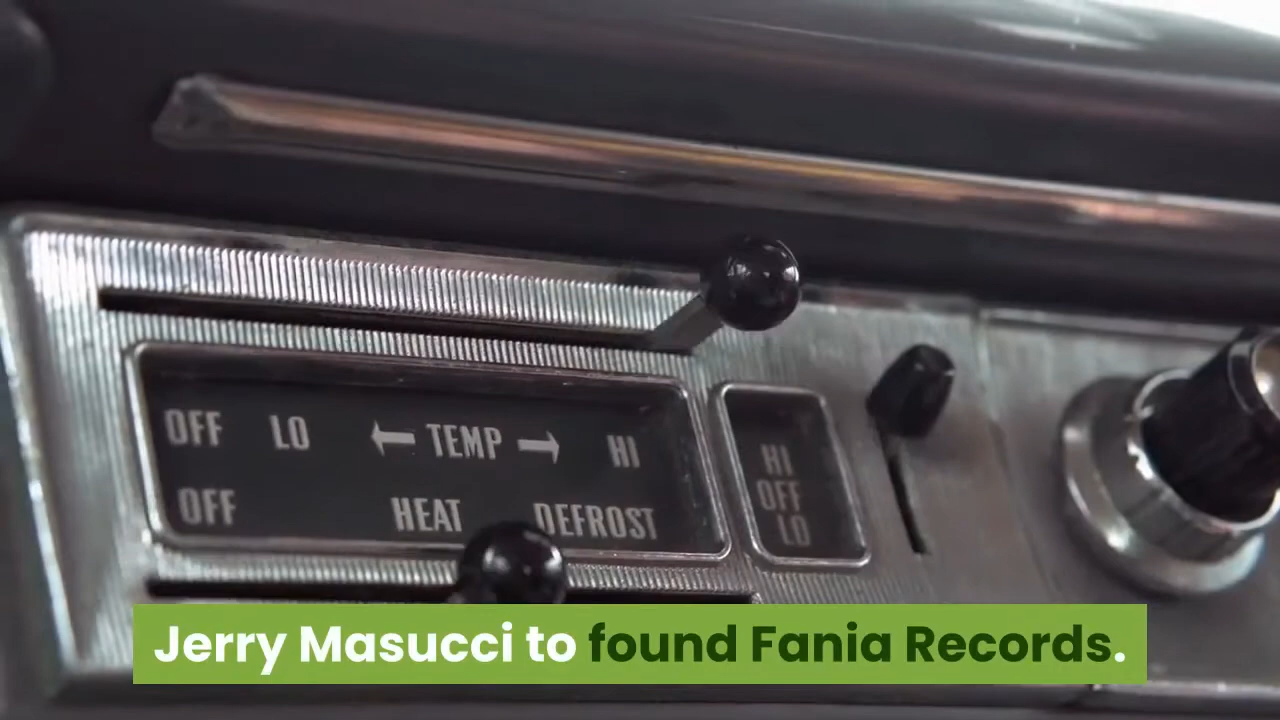 OFF LO ← TEMP → HI
OFF HEAT DEFROST
HI
OFF
LO
Jerry Masucci to found Fania Records.